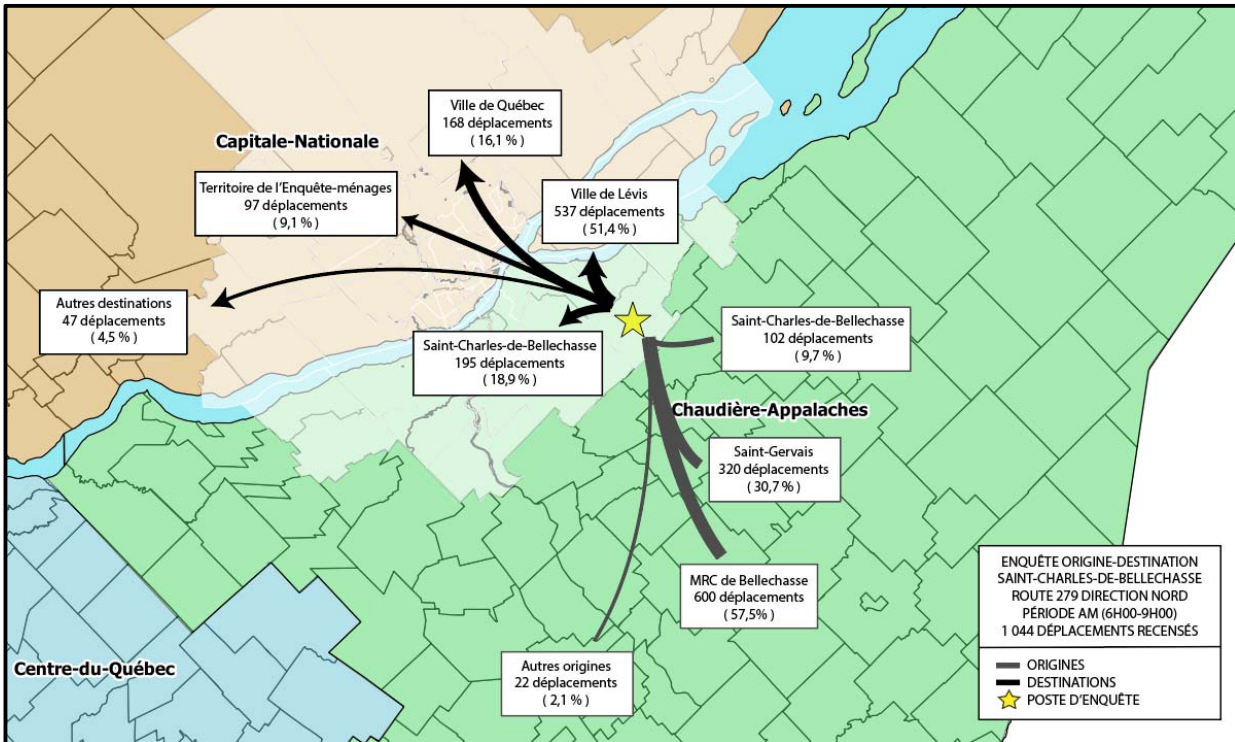 Ville de Québec
168 déplacements
( 16,1 % )
Capitale-Nationale
Territoire de l'Enquête-ménages
97 déplacements
( 9,1 % )
Ville de Lévis
537 déplacements
( 51,4 % )
Autres destinations
47 déplacements
( 4,5 % )
Saint-Charles-de-Bellechasse
195 déplacements
( 18,9 % )
Saint-Charles-de-Bellechasse
102 déplacements
( 9,7 % )
Chaudière-Appalaches
Saint-Gervais
320 déplacements
( 30,7 % )
MRC de Bellechasse
600 déplacements
( 57,5% )
Autres origines
22 déplacements
( 2,1 % )
Centre-du-Québec
ENQUÊTE ORIGINE-DESTINATION
SAINT-CHARLES-DE-BELLECHASSE
ROUTE 279 DIRECTION NORD
PÉRIODE AM (6H00-9H00)
1 044 DÉPLACEMENTS RECENSÉS
ORIGINES
DESTINATIONS
POSTE D'ENQUÊTE